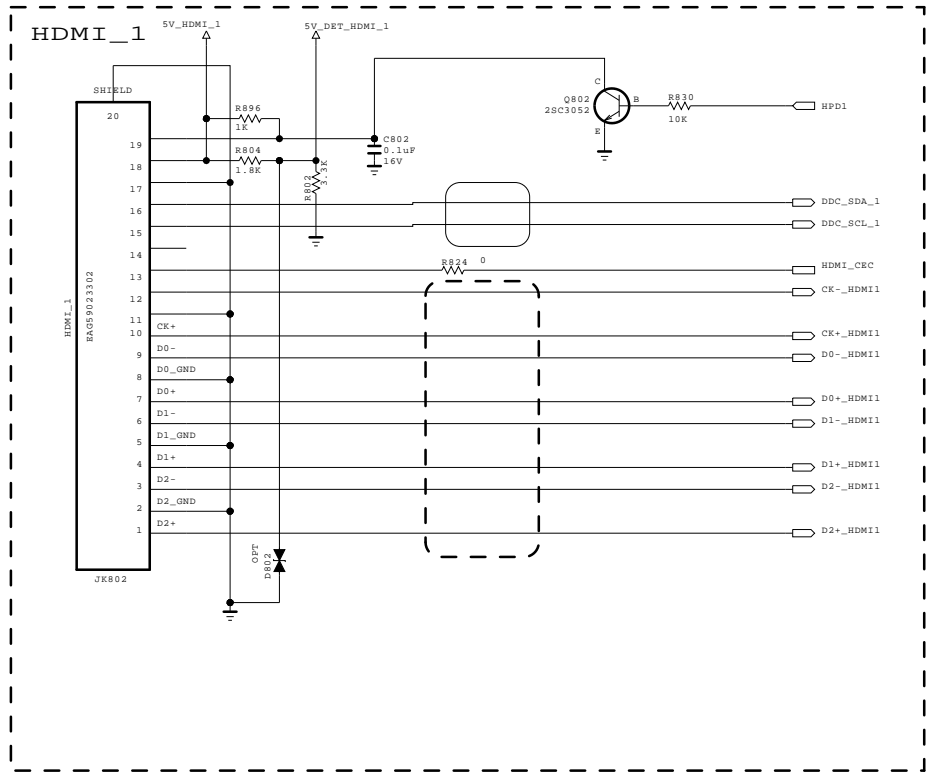 HDMI_1
5V_HDMI_1
5V_DET_HDMI_1
SHIELD
20
R896
1K
C802
0.1uF
16V
R804
1.8K
R802
3.3K
C
Q802
2SC3052
B
E
R830
10K
HPD1
19
18
17
16
DDC_SDA_1
15
DDC_SCL_1
14
13
R824
0
HDMI_CEC
12
CK-_HDMI1
11
10
CK+
CK+_HDMI1
9
D0-
D0-_HDMI1
8
D0_GND
7
D0+
D0+_HDMI1
6
D1-
D1-_HDMI1
5
D1_GND
4
D1+
D1+_HDMI1
3
D2-
D2-_HDMI1
2
D2_GND
1
D2+
D2+_HDMI1
HDMI_1
EAG59023302
JK802
OPT
D802